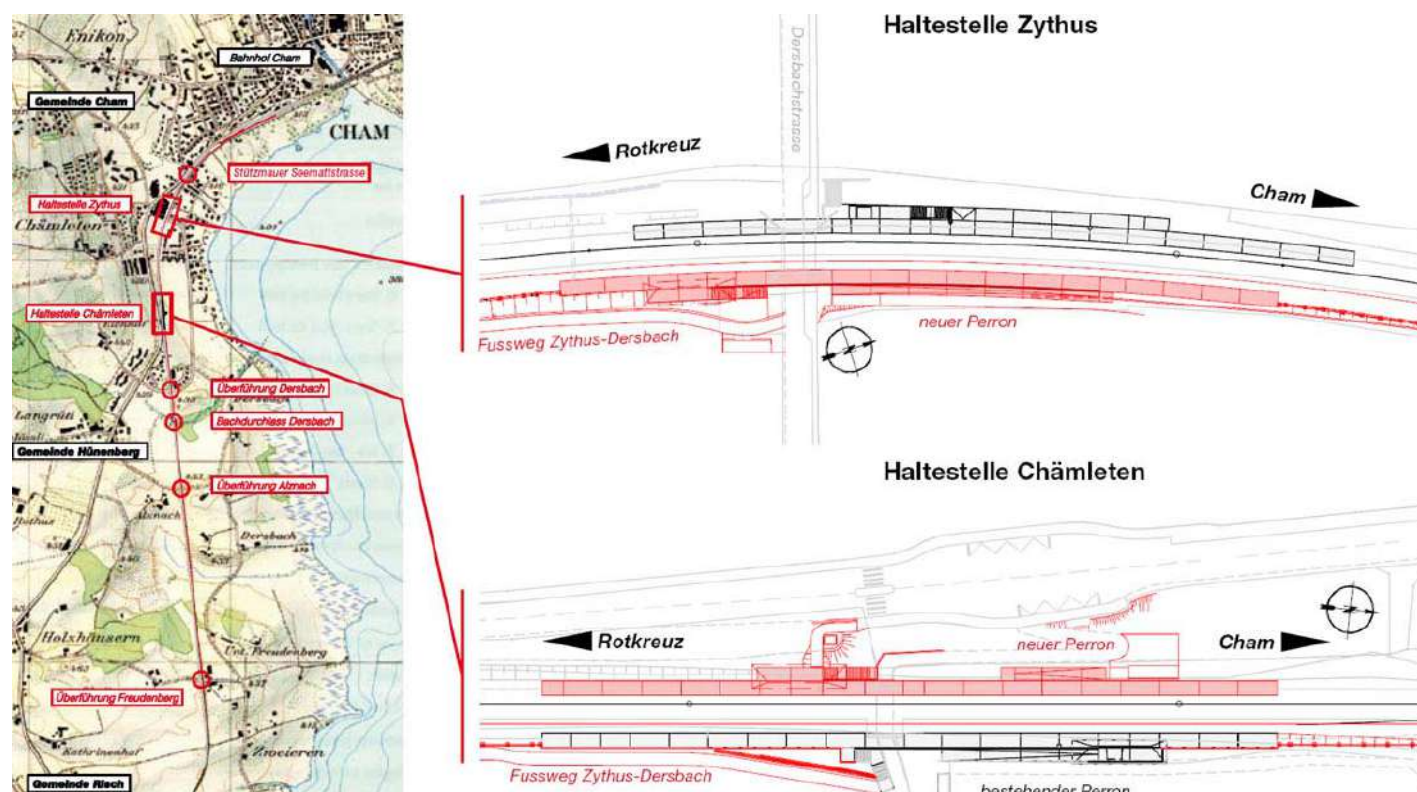 Enikon
Bahnhof Cham
Gemeinde Cham
CHAM
Stützmauer Seemattstrasse
Haltestelle Zythus
Chämleten
Haltestelle Chämleten
Überführung Dersbach
Langrüti
Bachdurchlass Dersbach
Gemeinde Hünenberg
Überführung Alznach
Rothus
Alznach
Dersbach
Holzhäusern
Unt. Freudenberg
Überführung Freudenberg
Kathrinenhof
Zweieren
Gemeinde Risch
Haltestelle Zythus
Dersbachstrasse
Rotkreuz
Cham
neuer Perron
Fussweg Zythus-Dersbach
Haltestelle Chämleten
Rotkreuz
neuer Perron
Cham
Fussweg Zythus-Dersbach
bestehender Perron